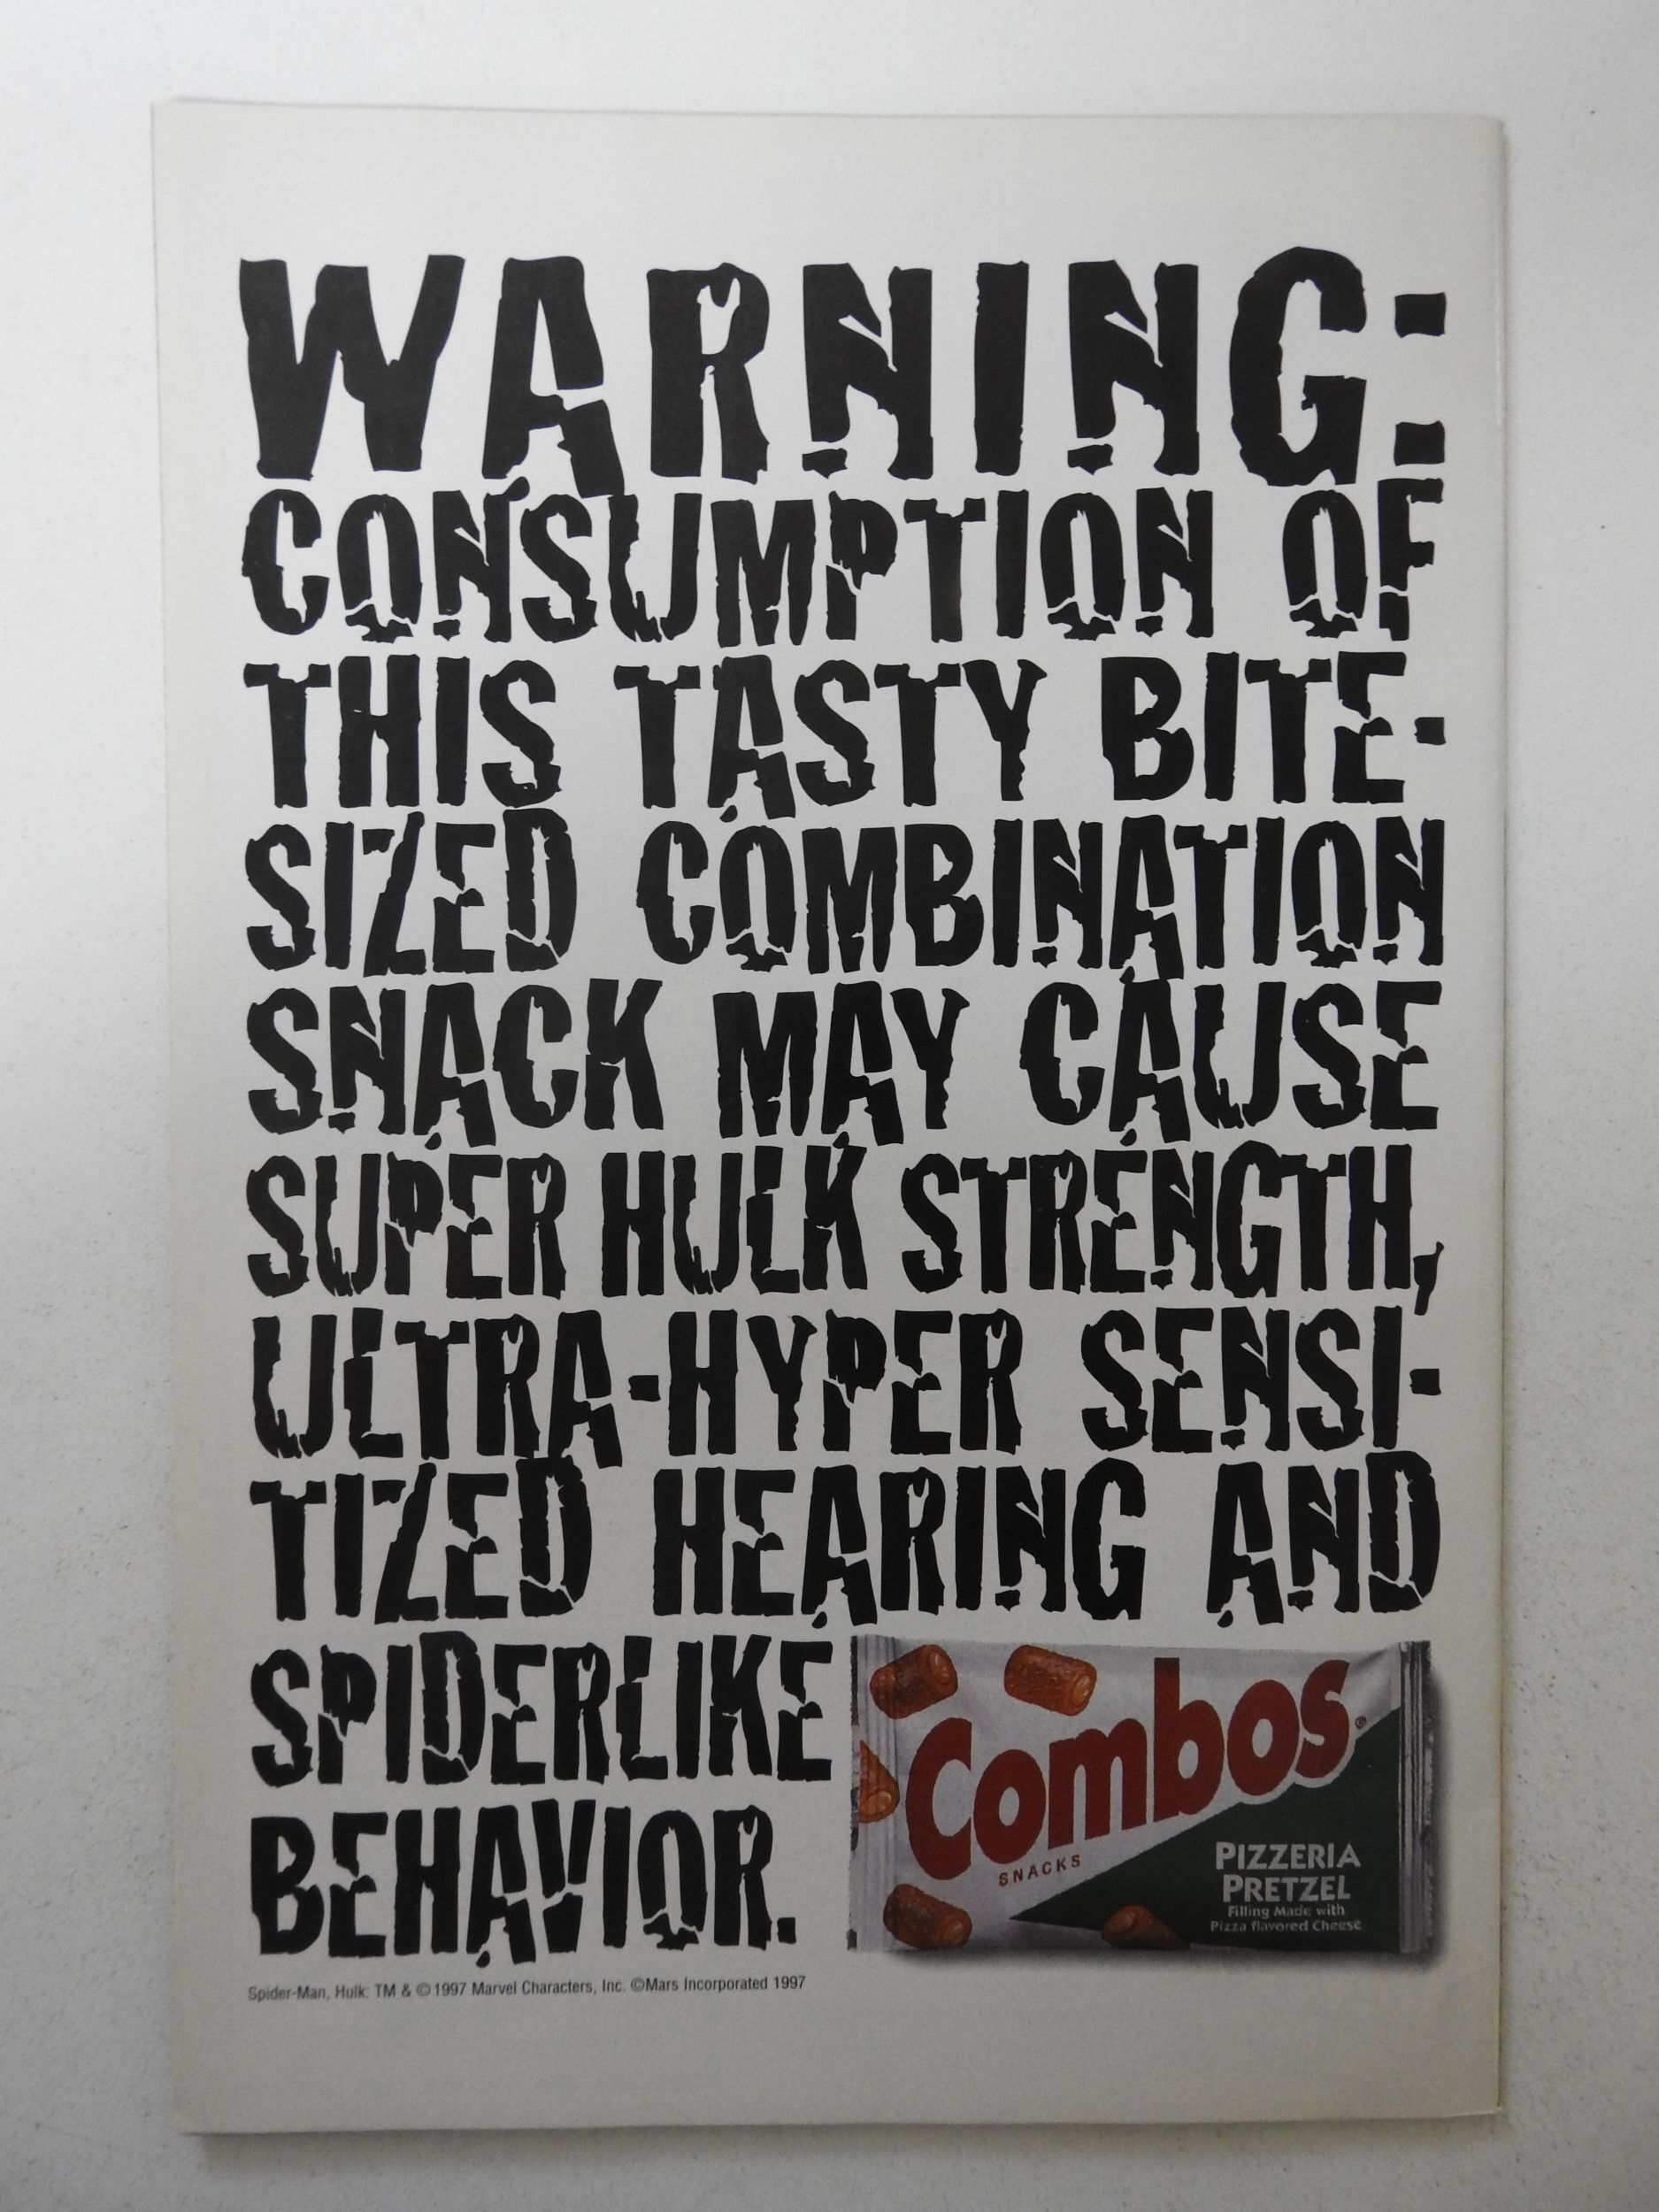 WARNING:
CONSUMPTION OF
THIS TASTY BITE-
SIZED COMBINATION
SNACK MAY CAUSE
SUPER HULK STRENGTH,
ULTRA-HYPER SENSI-
TIZED HEARING AND
SPIDERLIKE
BEHAVIOR.
Combos®
SNACKS
PIZZERIA
PRETZEL
Filling Made with
Pizza flavored Cheese
Spider-Man, Hulk: TM & ©1997 Marvel Characters, Inc. ©Mars Incorporated 1997